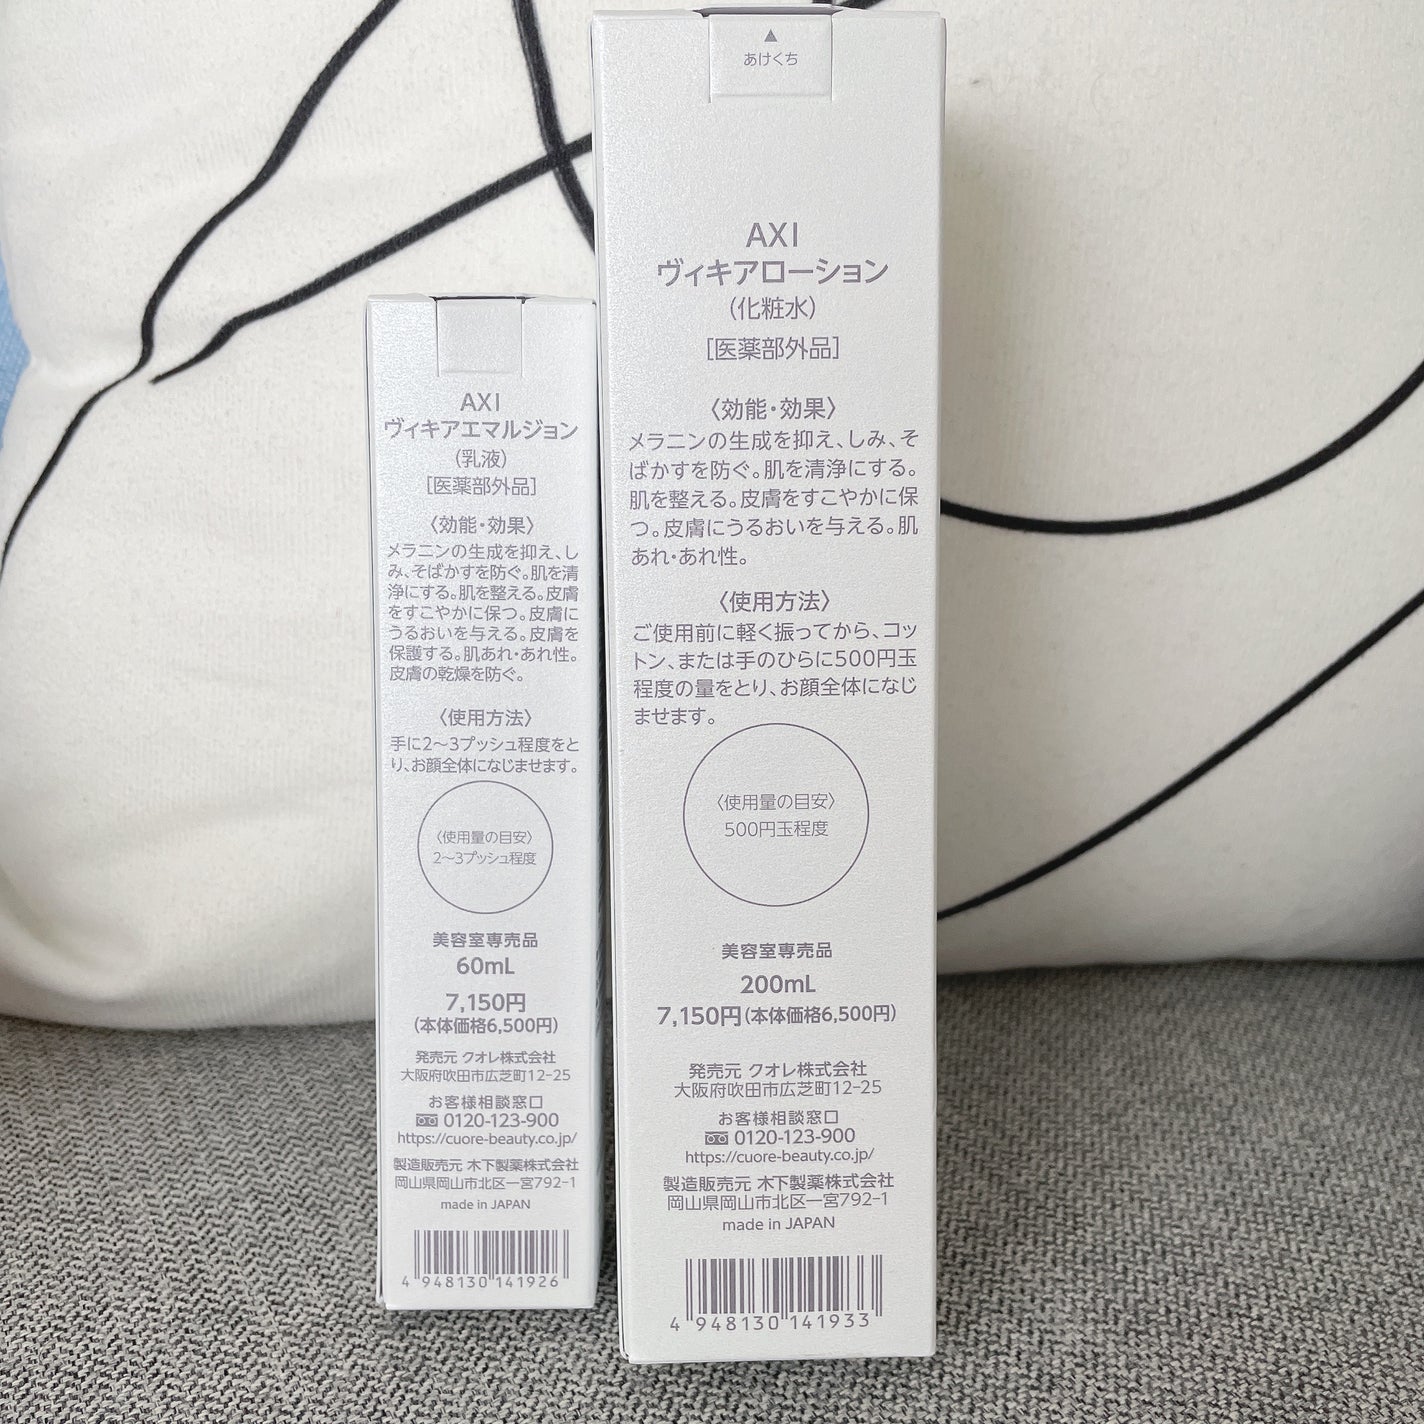 AXI
ヴィキアエマルジョン
(乳液)
[医薬部外品]
〈効能・効果〉
メラニンの生成を抑え、し
み、そばかすを防ぐ。肌を清
浄にする。肌を整える。皮膚
をすこやかに保つ。皮膚に
うるおいを与える。皮膚を
保護する。肌あれ・あれ性。
皮膚の乾燥を防ぐ。
〈使用方法〉
手に2〜3プッシュ程度をと
り、お顔全体になじませます。
〈使用量の目安〉
2〜3プッシュ程度
美容室専売品
60mL
7,150円
(本体価格6,500円)
発売元 クオレ株式会社
大阪府吹田市広芝町12-25
お客様相談窓口
0120-123-900
https://cuore-beauty.co.jp/
製造販売元 木下製薬株式会社
岡山県岡山市北区一宮792-1
made in JAPAN
4 948130 141926
▲
あけくち
AXI
ヴィキアローション
(化粧水)
[医薬部外品]
〈効能・効果〉
メラニンの生成を抑え、しみ、そ
ばかすを防ぐ。肌を清浄にする。
肌を整える。皮膚をすこやかに保
つ。皮膚にうるおいを与える。肌
あれ・あれ性。
〈使用方法〉
ご使用前に軽く振ってから、コッ
トン、または手のひらに500円玉
程度の量をとり、お顔全体になじ
ませます。
〈使用量の目安〉
500円玉程度
美容室専売品
200mL
7,150円(本体価格6,500円)
発売元 クオレ株式会社
大阪府吹田市広芝町12-25
お客様相談窓口
0120-123-900
https://cuore-beauty.co.jp/
製造販売元 木下製薬株式会社
岡山県岡山市北区一宮792-1
made in JAPAN
4 948130 141933